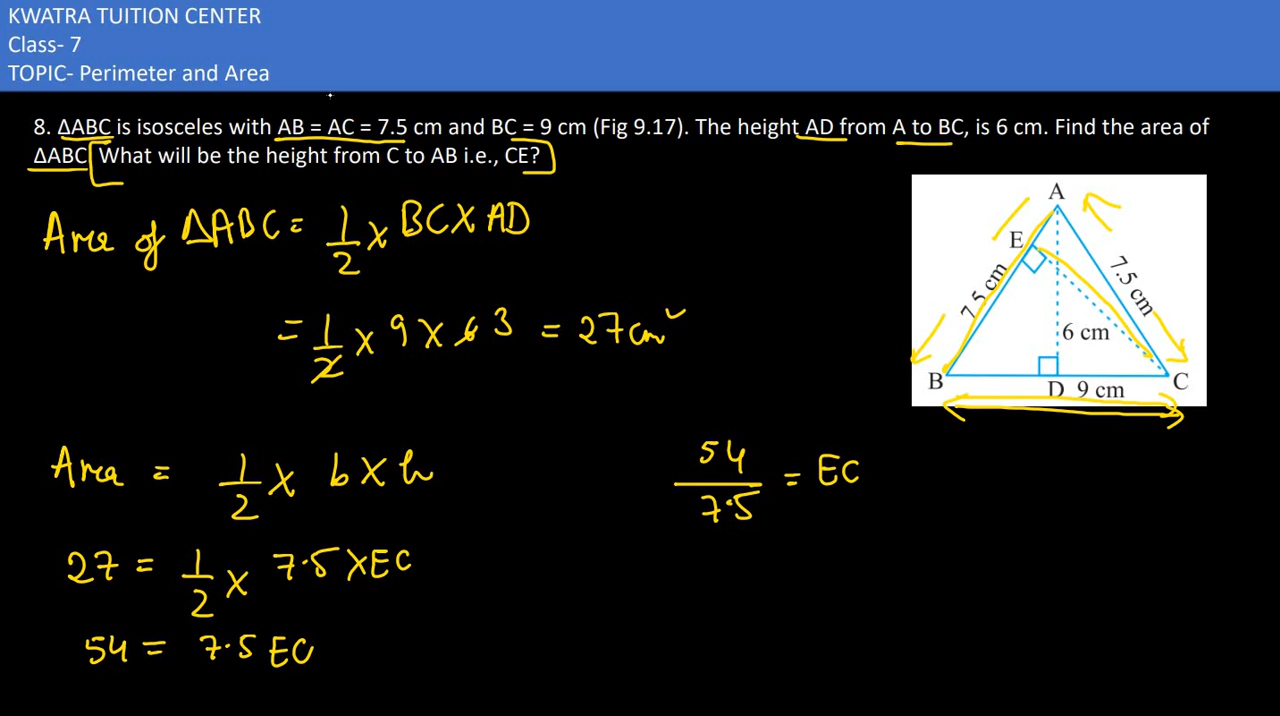 KWATRA TUITION CENTER
Class- 7
TOPIC- Perimeter and Area
8. ΔABC is isosceles with AB = AC = 7.5 cm and BC = 9 cm (Fig 9.17). The height AD from A to BC, is 6 cm. Find the area of
ΔABC What will be the height from C to AB i.e., CE?
Area of ΔABC = 1/2 × BC × AD
= 1/2 × 9 × 6 3 = 27 cm²
Area = 1/2 × b × h
27 = 1/2 × 7.5 × EC
54 = 7.5 EC
54/7.5 = EC
A
E
7.5 cm
7.5 cm
6 cm
B
D
9 cm
C